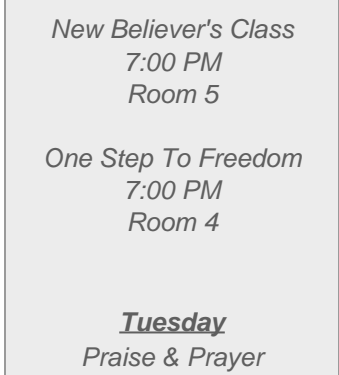 New Believer's Class
7:00 PM
Room 5
One Step To Freedom
7:00 PM
Room 4
Tuesday
Praise & Prayer